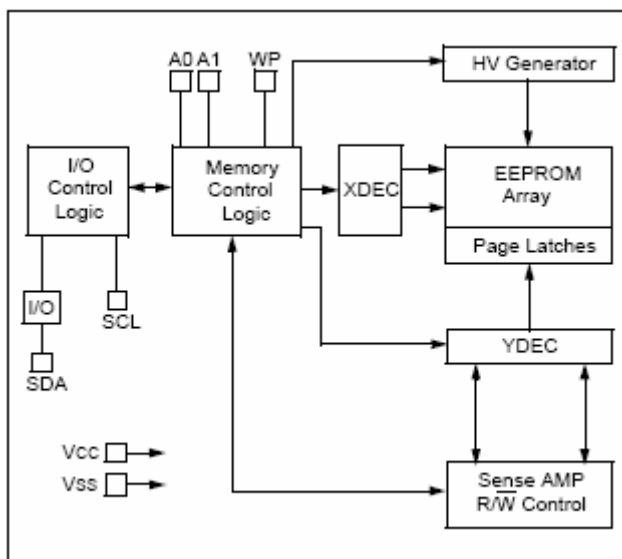 A0 A1
WP
HV Generator
I/O
Control
Logic
Memory
Control
Logic
XDEC
EEPROM
Array
Page Latches
I/O
SCL
SDA
YDEC
VCC
VSS
Sense AMP
R/W̅ Control